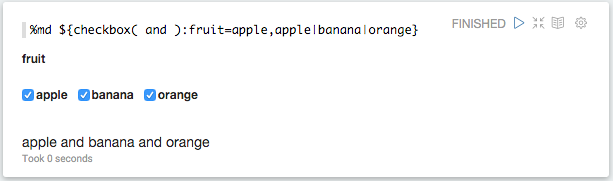 %md ${checkbox( and ):fruit=apple,apple|banana|orange}
FINISHED
fruit
apple banana orange
apple and banana and orange
Took 0 seconds